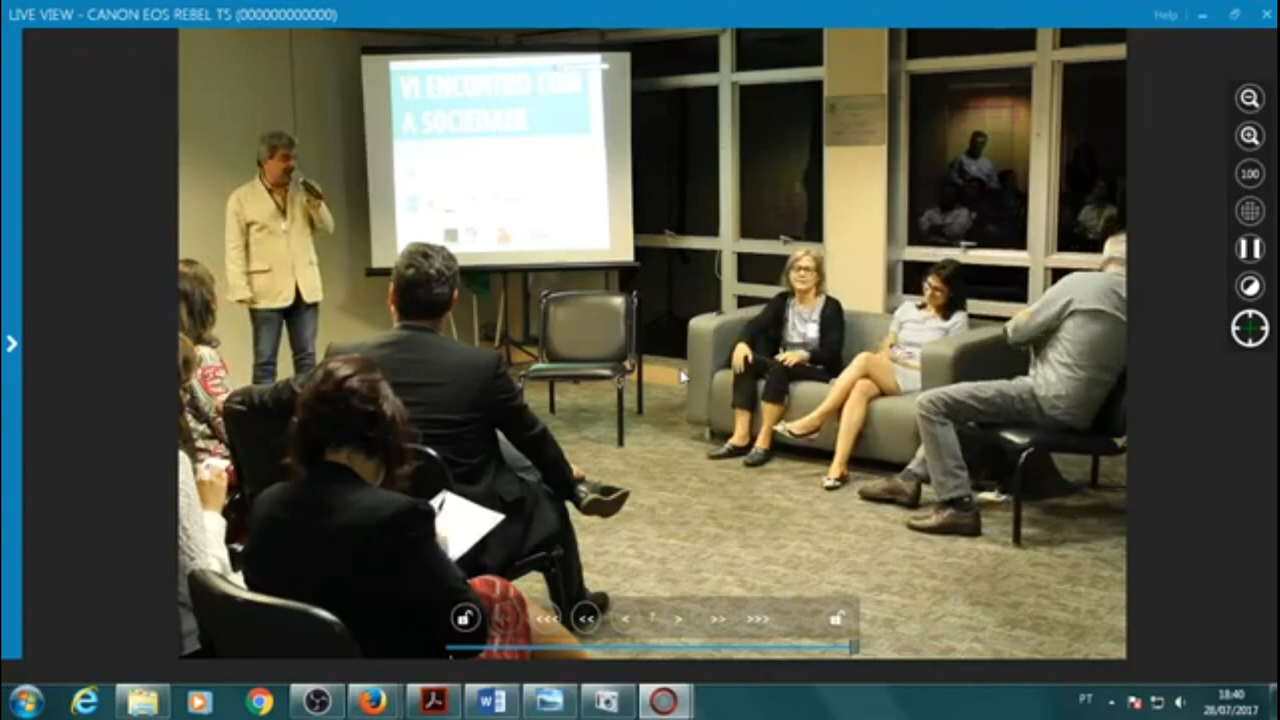 LIVE VIEW - CANON EOS REBEL T5 (000000000000)
Help
VI ENCONTRO COM
A SOCIEDADE
100
PT
18:40
28/07/2017